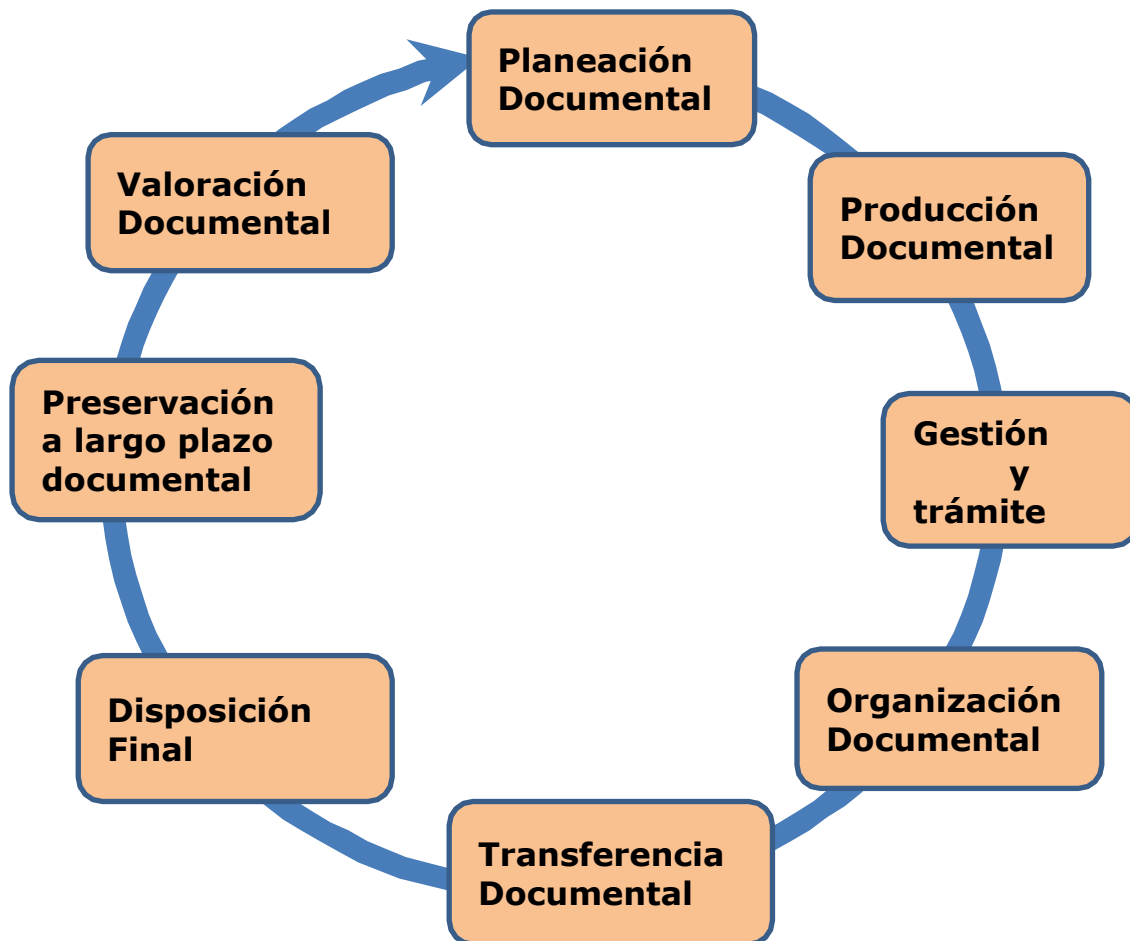 Planeación
Documental
Producción
Documental
Gestión
y
trámite
Organización
Documental
Transferencia
Documental
Disposición
Final
Preservación
a largo plazo
documental
Valoración
Documental